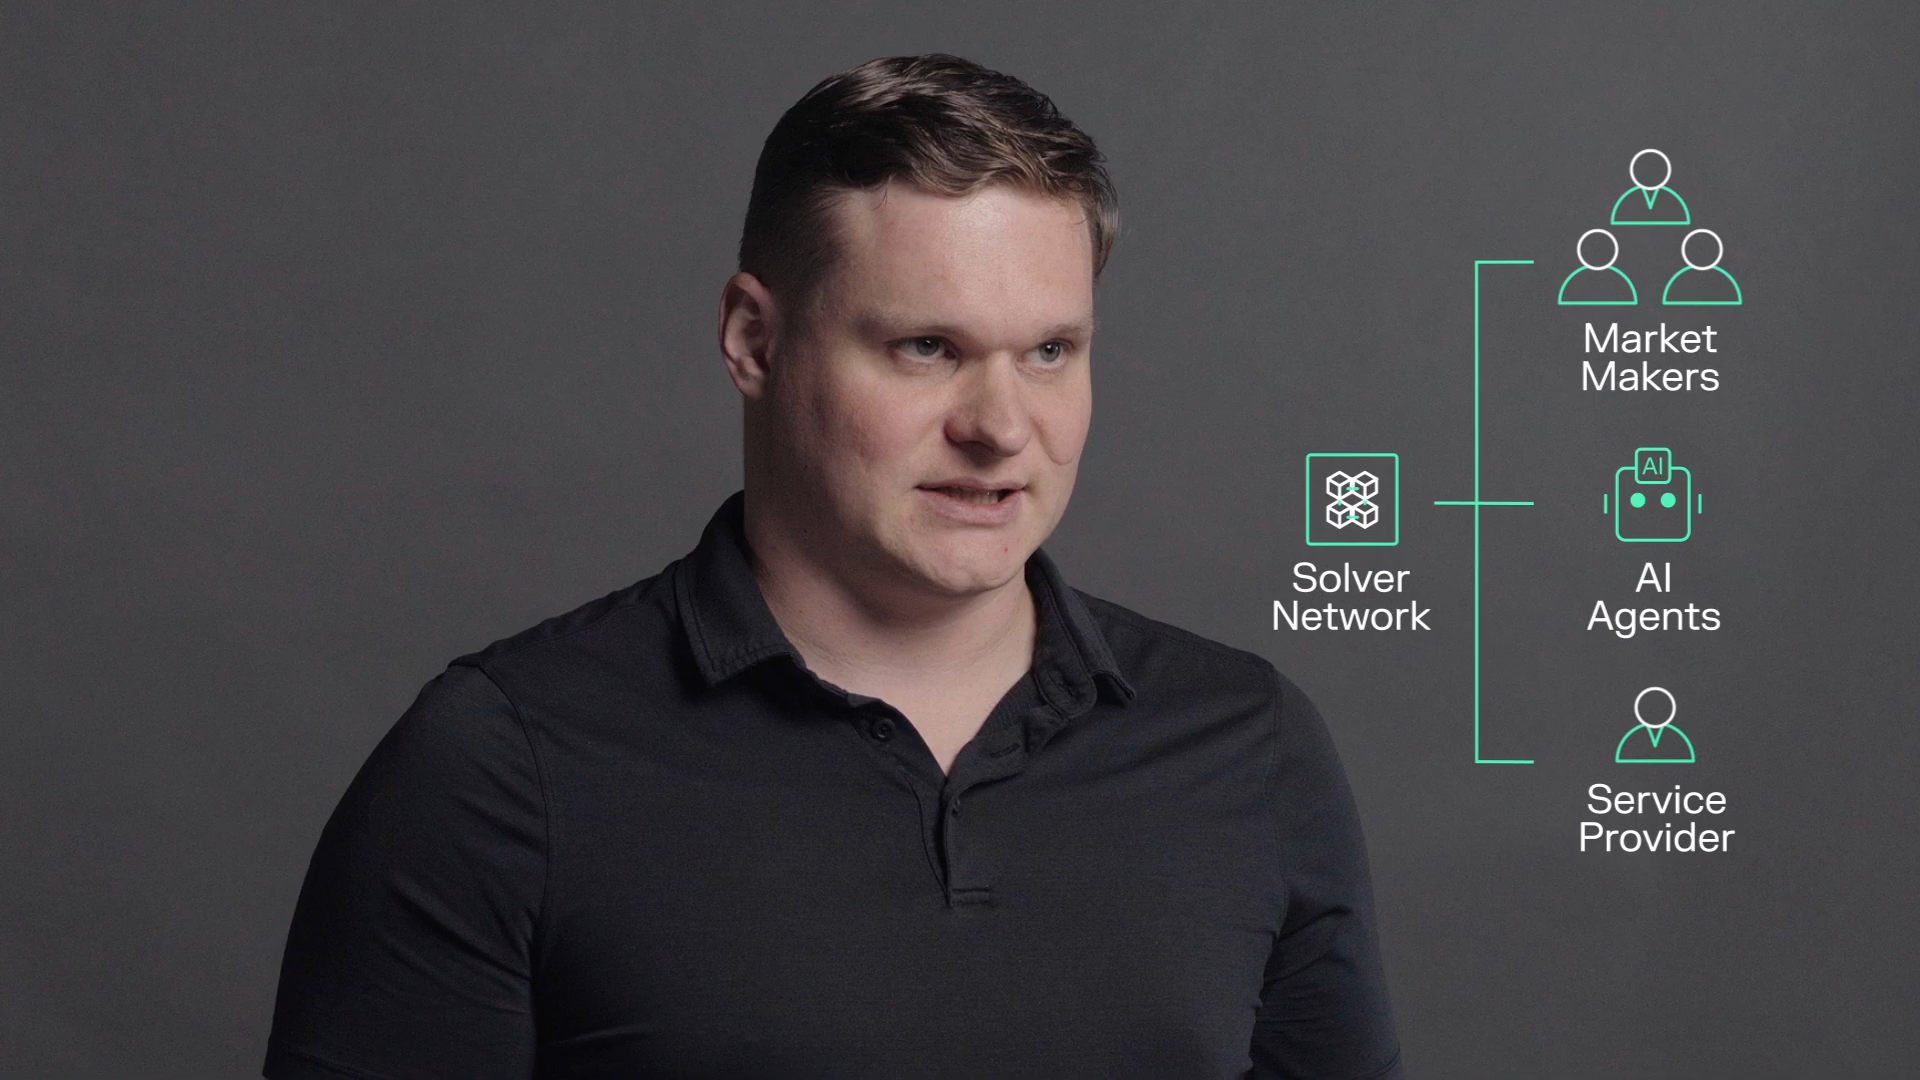 Market
Makers
Solver
Network
AI
AI
Agents
Service
Provider